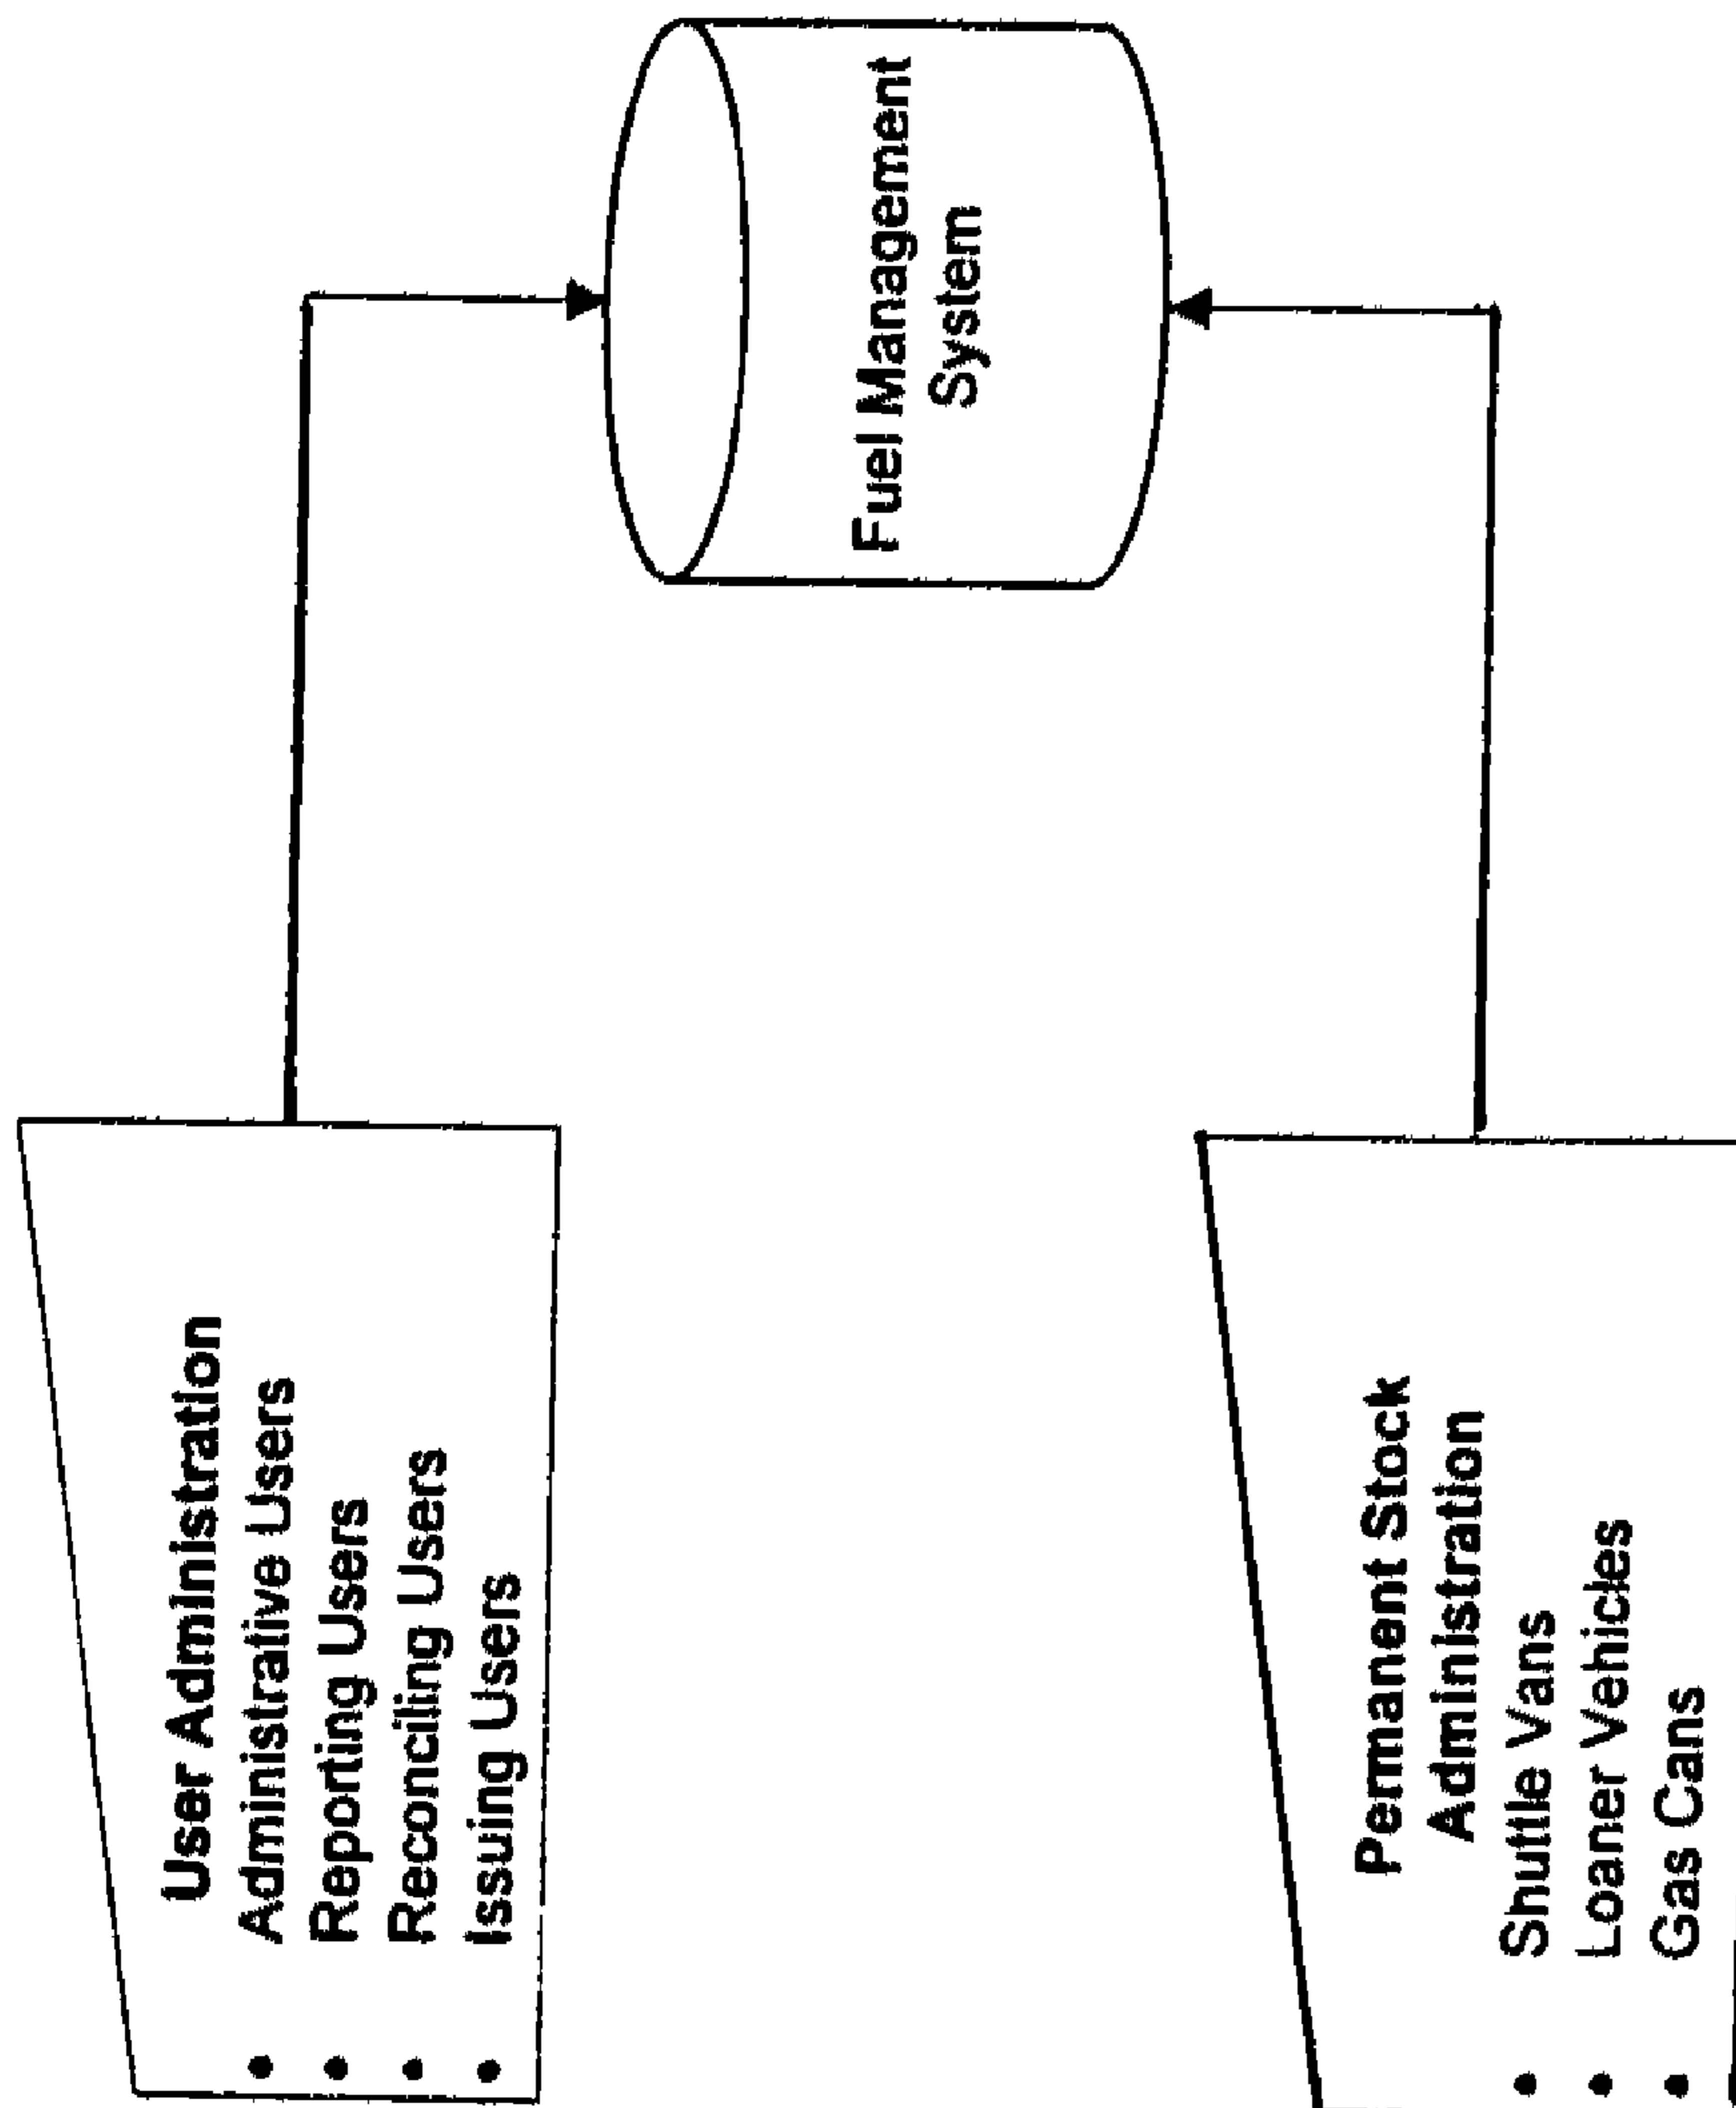 User Administration
• Administrative Users
• Reporting Users
• Reconciling Users
• Issuing Users
Fuel Management
System
Permanent Stock
Administration
• Shuttle Vans
• Loaner Vehicles
• Gas Cans